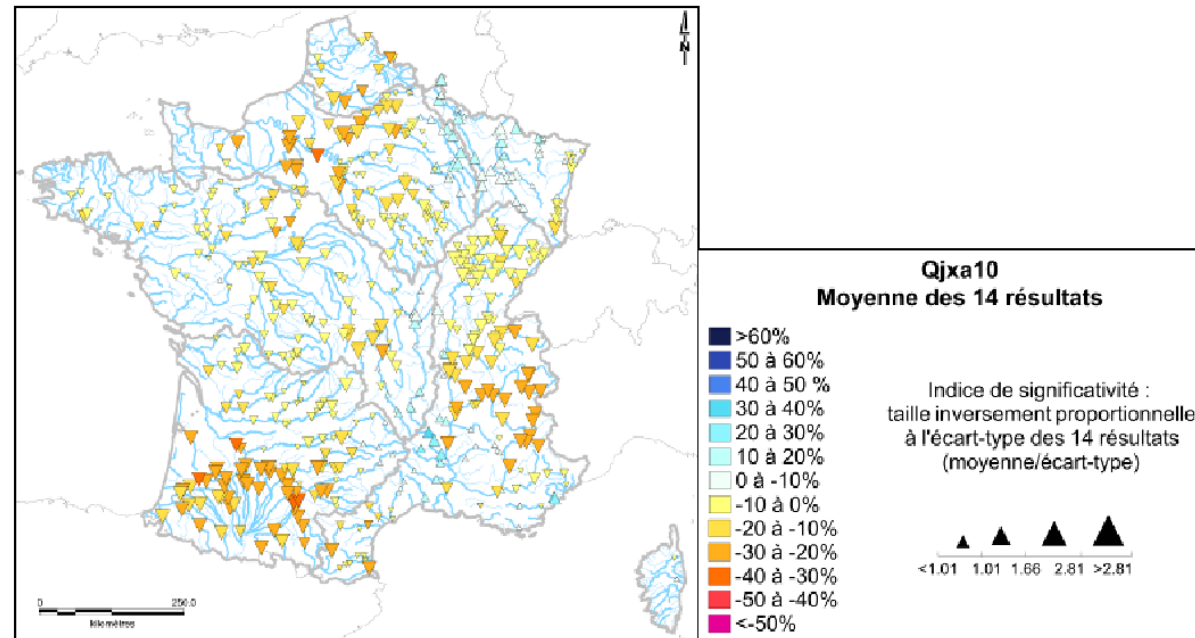 N
0 250.0
kilomètres
Qjxa10
Moyenne des 14 résultats
>60%
50 à 60%
40 à 50 %
30 à 40%
20 à 30%
10 à 20%
0 à -10%
-10 à 0%
-20 à -10%
-30 à -20%
-40 à -30%
-50 à -40%
<-50%
Indice de significativité :
taille inversement proportionnelle
à l'écart-type des 14 résultats
(moyenne/écart-type)
<1.01 1.01 1.66 2.81 >2.81